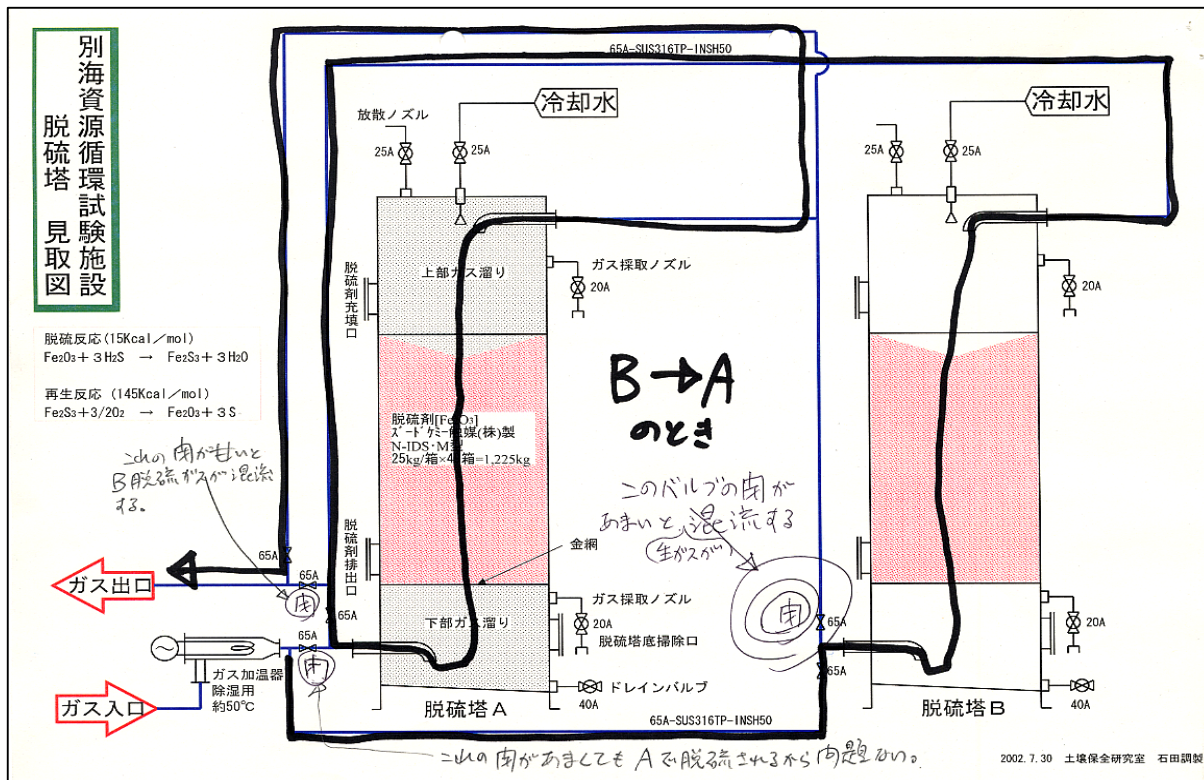 別海資源循環試験施設
脱硫塔 見取図
65A-SUS316TP-INSH50
冷却水
放散ノズル
25A
25A
冷却水
25A
25A
上部ガス溜り
脱硫剤充填口
ガス採取ノズル
20A
20A
脱硫反応(15Kcal/mol)
Fe₂O₃+3H₂S → Fe₂S₃+3H₂O
再生反応(145Kcal/mol)
Fe₂S₃+3/2O₂ → Fe₂O₃+3S
B→A
のとき
脱硫剤[Fe₂O₃]
ズードケミー触媒(株)製
N-IDS・M型
25kg/箱×4箱=1,225kg
これの閉が甘いと
B脱硫ガスが混流
する。
このバルブの閉が
あまいと、混流する
(生ガスが)
脱硫剤排出口
金網
65A
ガス出口
65A
閉
65A
下部ガス溜り
ガス採取ノズル
20A
脱硫塔底掃除口
閉
65A
20A
65A
閉
ガス加温器
除湿用
約50℃
65A
ガス入口
ドレインバルブ
40A
40A
脱硫塔A
65A-SUS316TP-INSH50
脱硫塔B
これの閉があまくてもAで脱硫されるから問題ない。
2002.7.30 土壌保全研究室 石田調製